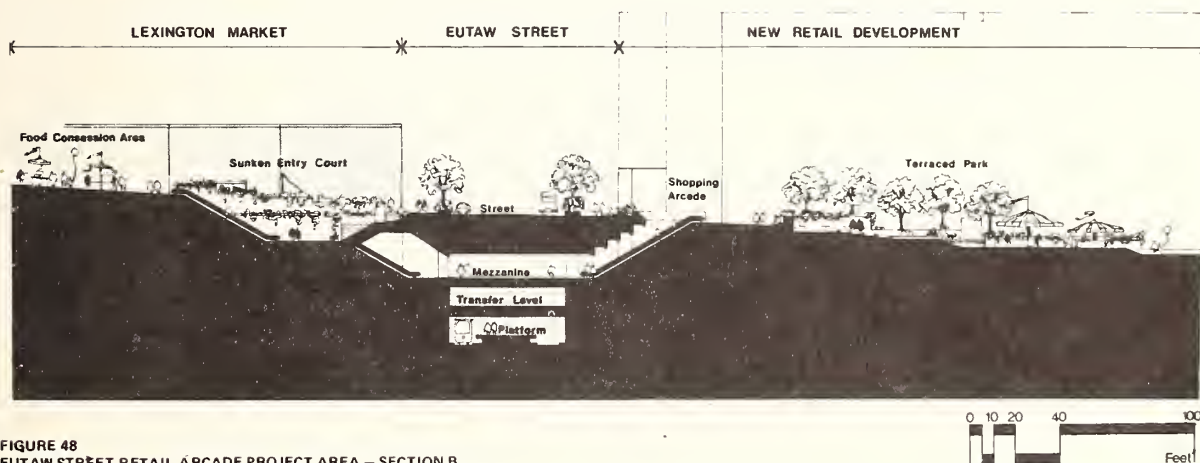 LEXINGTON MARKET EUTAW STREET NEW RETAIL DEVELOPMENT
Food Consession Area
Sunken Entry Court
Terraced Park
Shopping
Arcade
Street
Mezzanine
Transfer Level
Platform
0 10 20 40 100
Feet
FIGURE 48
EUTAW STREET RETAIL ARCADE PROJECT AREA – SECTION B